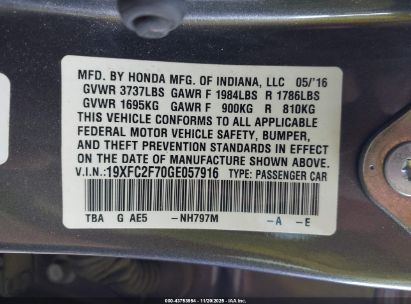 MFD. BY HONDA MFG. OF INDIANA, LLC 05/'16
GVWR 3737LBS GAWR F 1984LBS R 1786LBS
GVWR 1695KG GAWR F 900KG R 810KG
THIS VEHICLE CONFORMS TO ALL APPLICABLE
FEDERAL MOTOR VEHICLE SAFETY, BUMPER,
AND THEFT PREVENTION STANDARDS IN EFFECT
ON THE DATE OF MANUFACTURE SHOWN ABOVE.
V.I.N.:19XFC2F70GE057916 TYPE: PASSENGER CAR
TBA G AE5 -NH797M -A -E